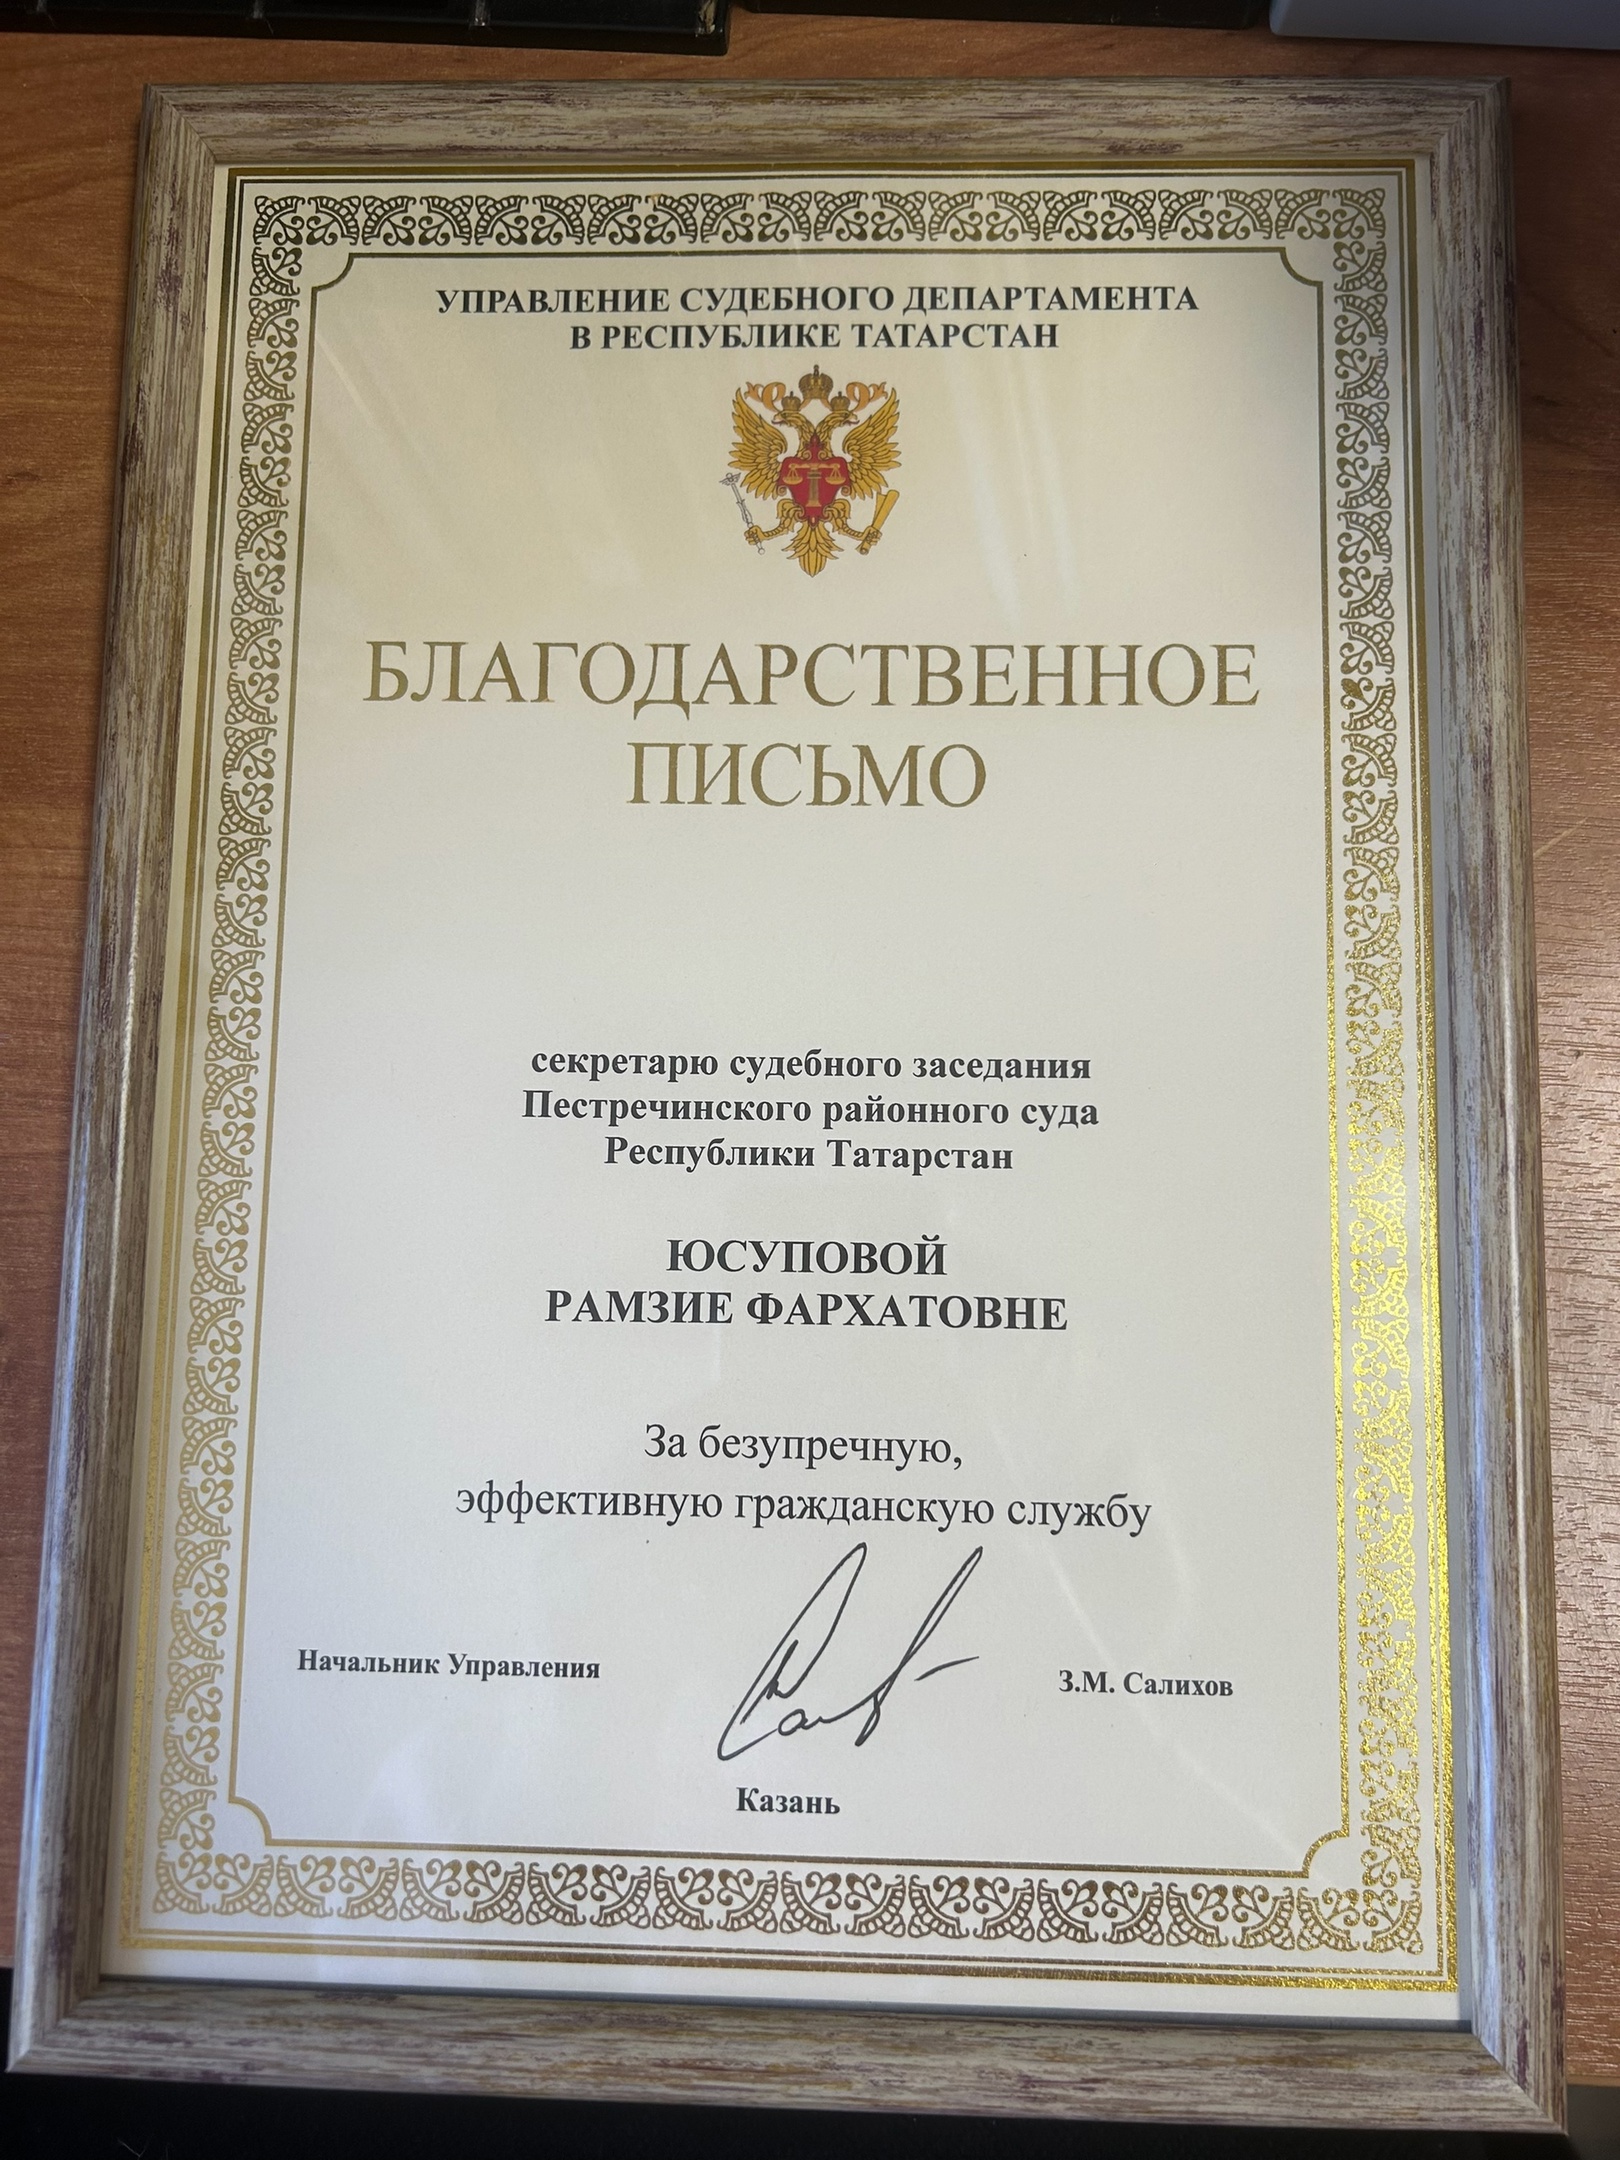 УПРАВЛЕНИЕ СУДЕБНОГО ДЕПАРТАМЕНТА
В РЕСПУБЛИКЕ ТАТАРСТАН
БЛАГОДАРСТВЕННОЕ
ПИСЬМО
секретарю судебного заседания
Пестречинского районного суда
Республики Татарстан
ЮСУПОВОЙ
РАМЗИЕ ФАРХАТОВНЕ
За безупречную,
эффективную гражданскую службу
Начальник Управления
З.М. Салихов
Казань